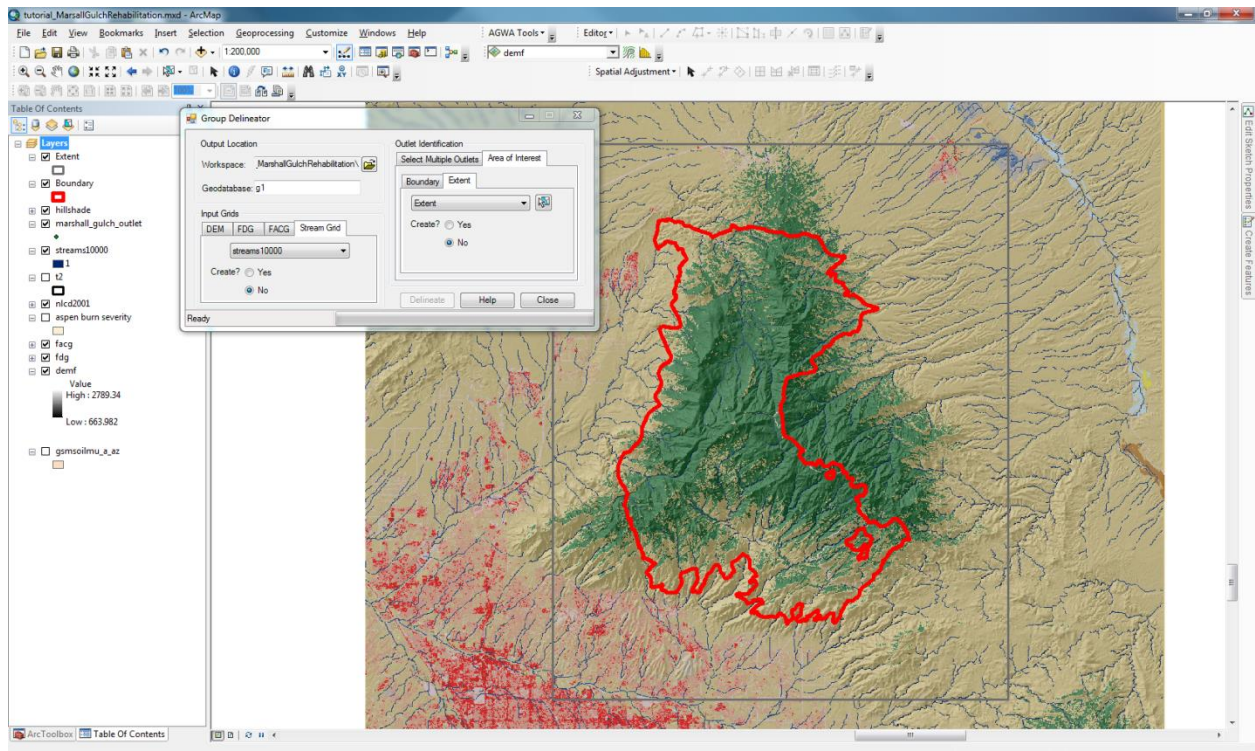 tutorial_MarsallGulchRehabilitation.mxd - ArcMap
File Edit View Bookmarks Insert Selection Geoprocessing Customize Windows Help
AGWA Tools
Editor
1:200,000
demf
Spatial Adjustment
100%
Table Of Contents
Layers
Extent
Boundary
hillshade
marshall_gulch_outlet
streams10000
1
t2
nlcd2001
aspen burn severity
facg
fdg
demf
Value
High : 2789.34
Low : 663.982
gsmsoilmu_a_az
ArcToolbox
Table Of Contents
Group Delineator
Output Location
Workspace: _MarshallGulchRehabilitation\
Geodatabase: g1
Input Grids
DEM FDG FACG Stream Grid
streams10000
Create? Yes
No
Outlet Identification
Select Multiple Outlets Area of Interest
Boundary Extent
Extent
Create? Yes
No
Delineate Help Close
Ready
Edit Sketch Properties
Create Features